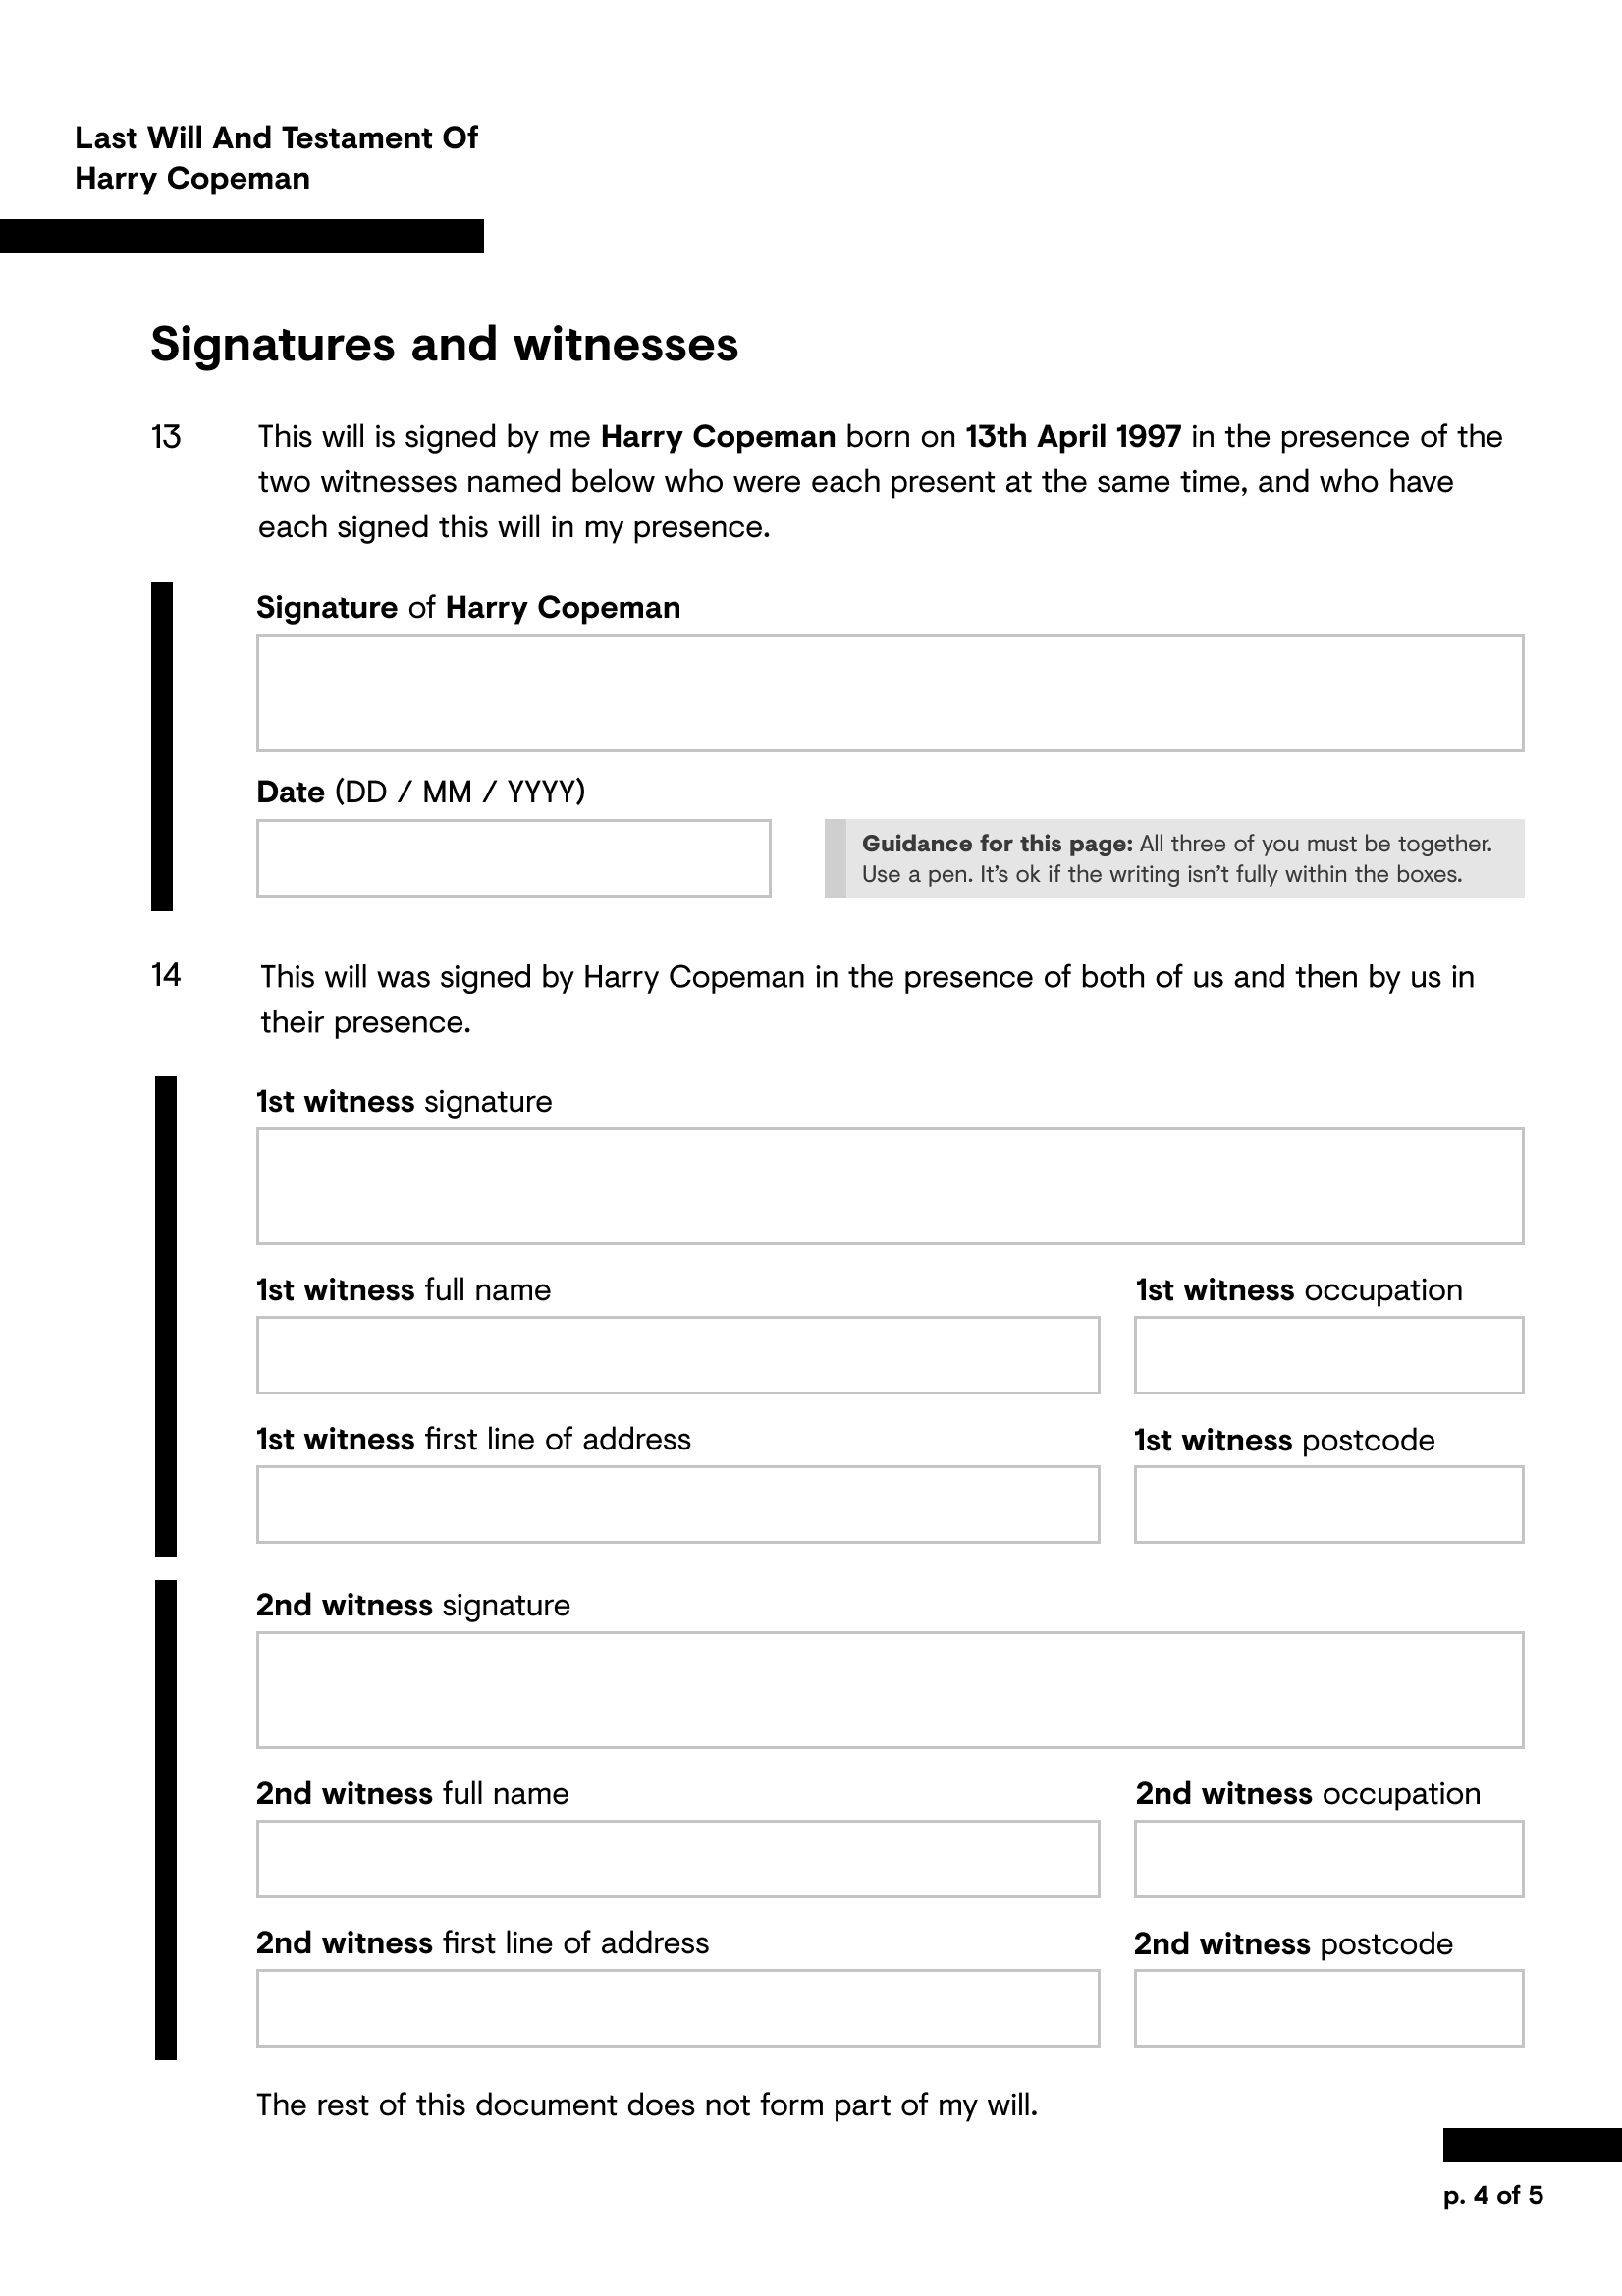 Last Will And Testament Of
Harry Copeman
Signatures and witnesses
13 This will is signed by me Harry Copeman born on 13th April 1997 in the presence of the
two witnesses named below who were each present at the same time, and who have
each signed this will in my presence.
Signature of Harry Copeman
Date (DD / MM / YYYY)
Guidance for this page: All three of you must be together.
Use a pen. It’s ok if the writing isn’t fully within the boxes.
14 This will was signed by Harry Copeman in the presence of both of us and then by us in
their presence.
1st witness signature
1st witness full name 1st witness occupation
1st witness first line of address 1st witness postcode
2nd witness signature
2nd witness full name 2nd witness occupation
2nd witness first line of address 2nd witness postcode
The rest of this document does not form part of my will.
p. 4 of 5